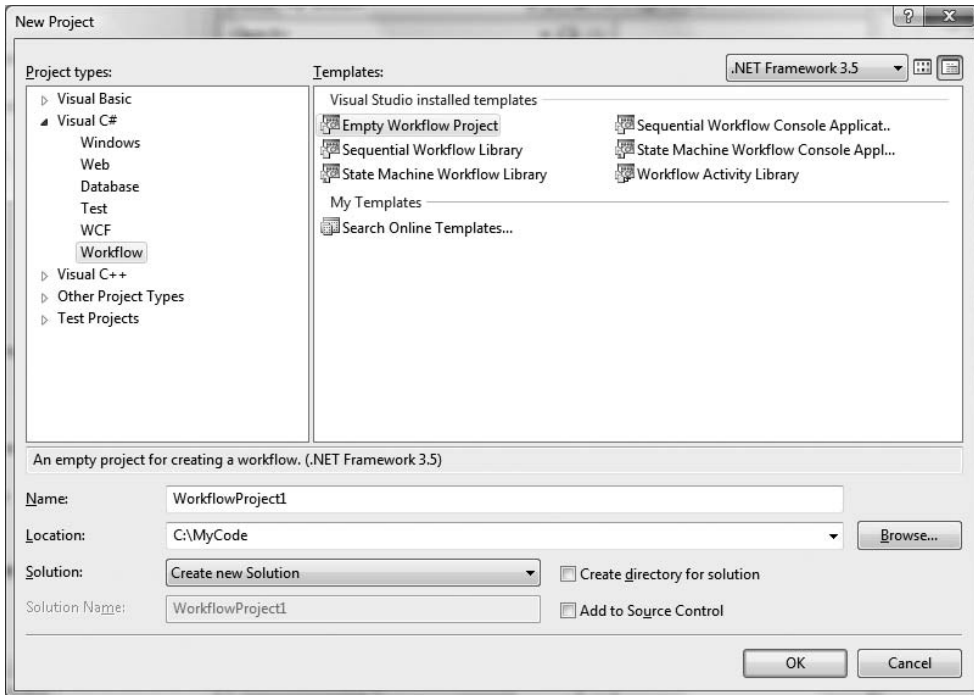 New Project
Project types:
Templates:
.NET Framework 3.5
Visual Basic
Visual C#
Windows
Web
Database
Test
WCF
Workflow
Visual C++
Other Project Types
Test Projects
Visual Studio installed templates
Empty Workflow Project
Sequential Workflow Console Applicat..
Sequential Workflow Library
State Machine Workflow Console Appl...
State Machine Workflow Library
Workflow Activity Library
My Templates
Search Online Templates...
An empty project for creating a workflow. (.NET Framework 3.5)
Name:
WorkflowProject1
Location:
C:\MyCode
Browse...
Solution:
Create new Solution
Create directory for solution
Solution Name:
WorkflowProject1
Add to Source Control
OK
Cancel